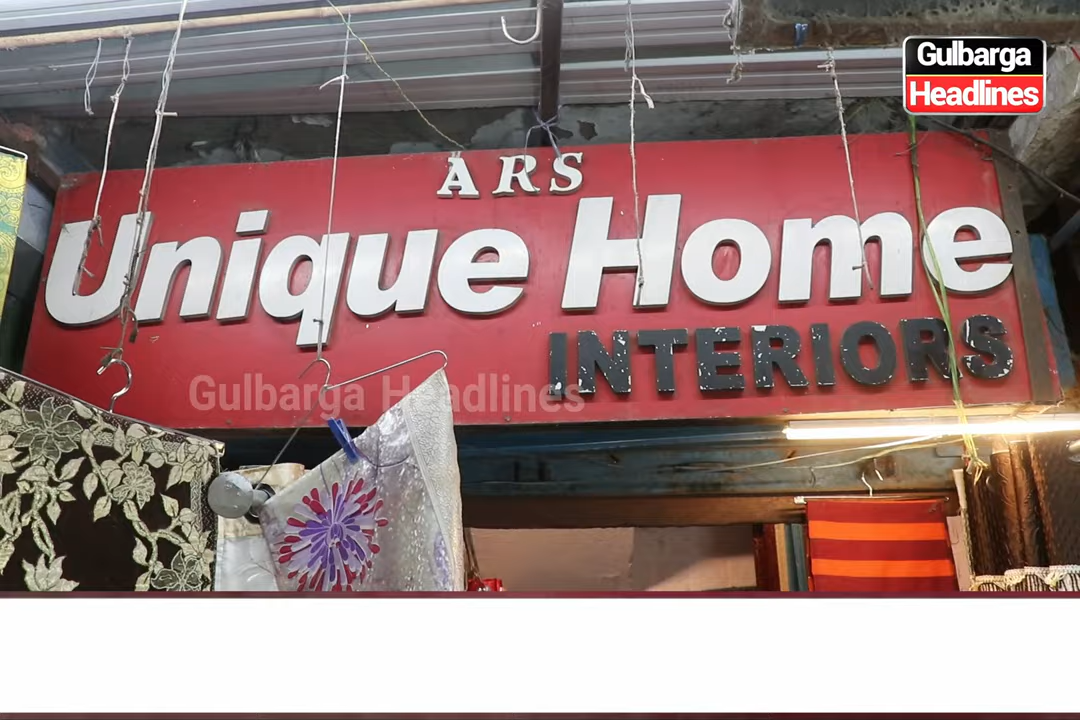 Gulbarga
Headlines
ARS
Unique Home
INTERIORS
Gulbarga Headlines